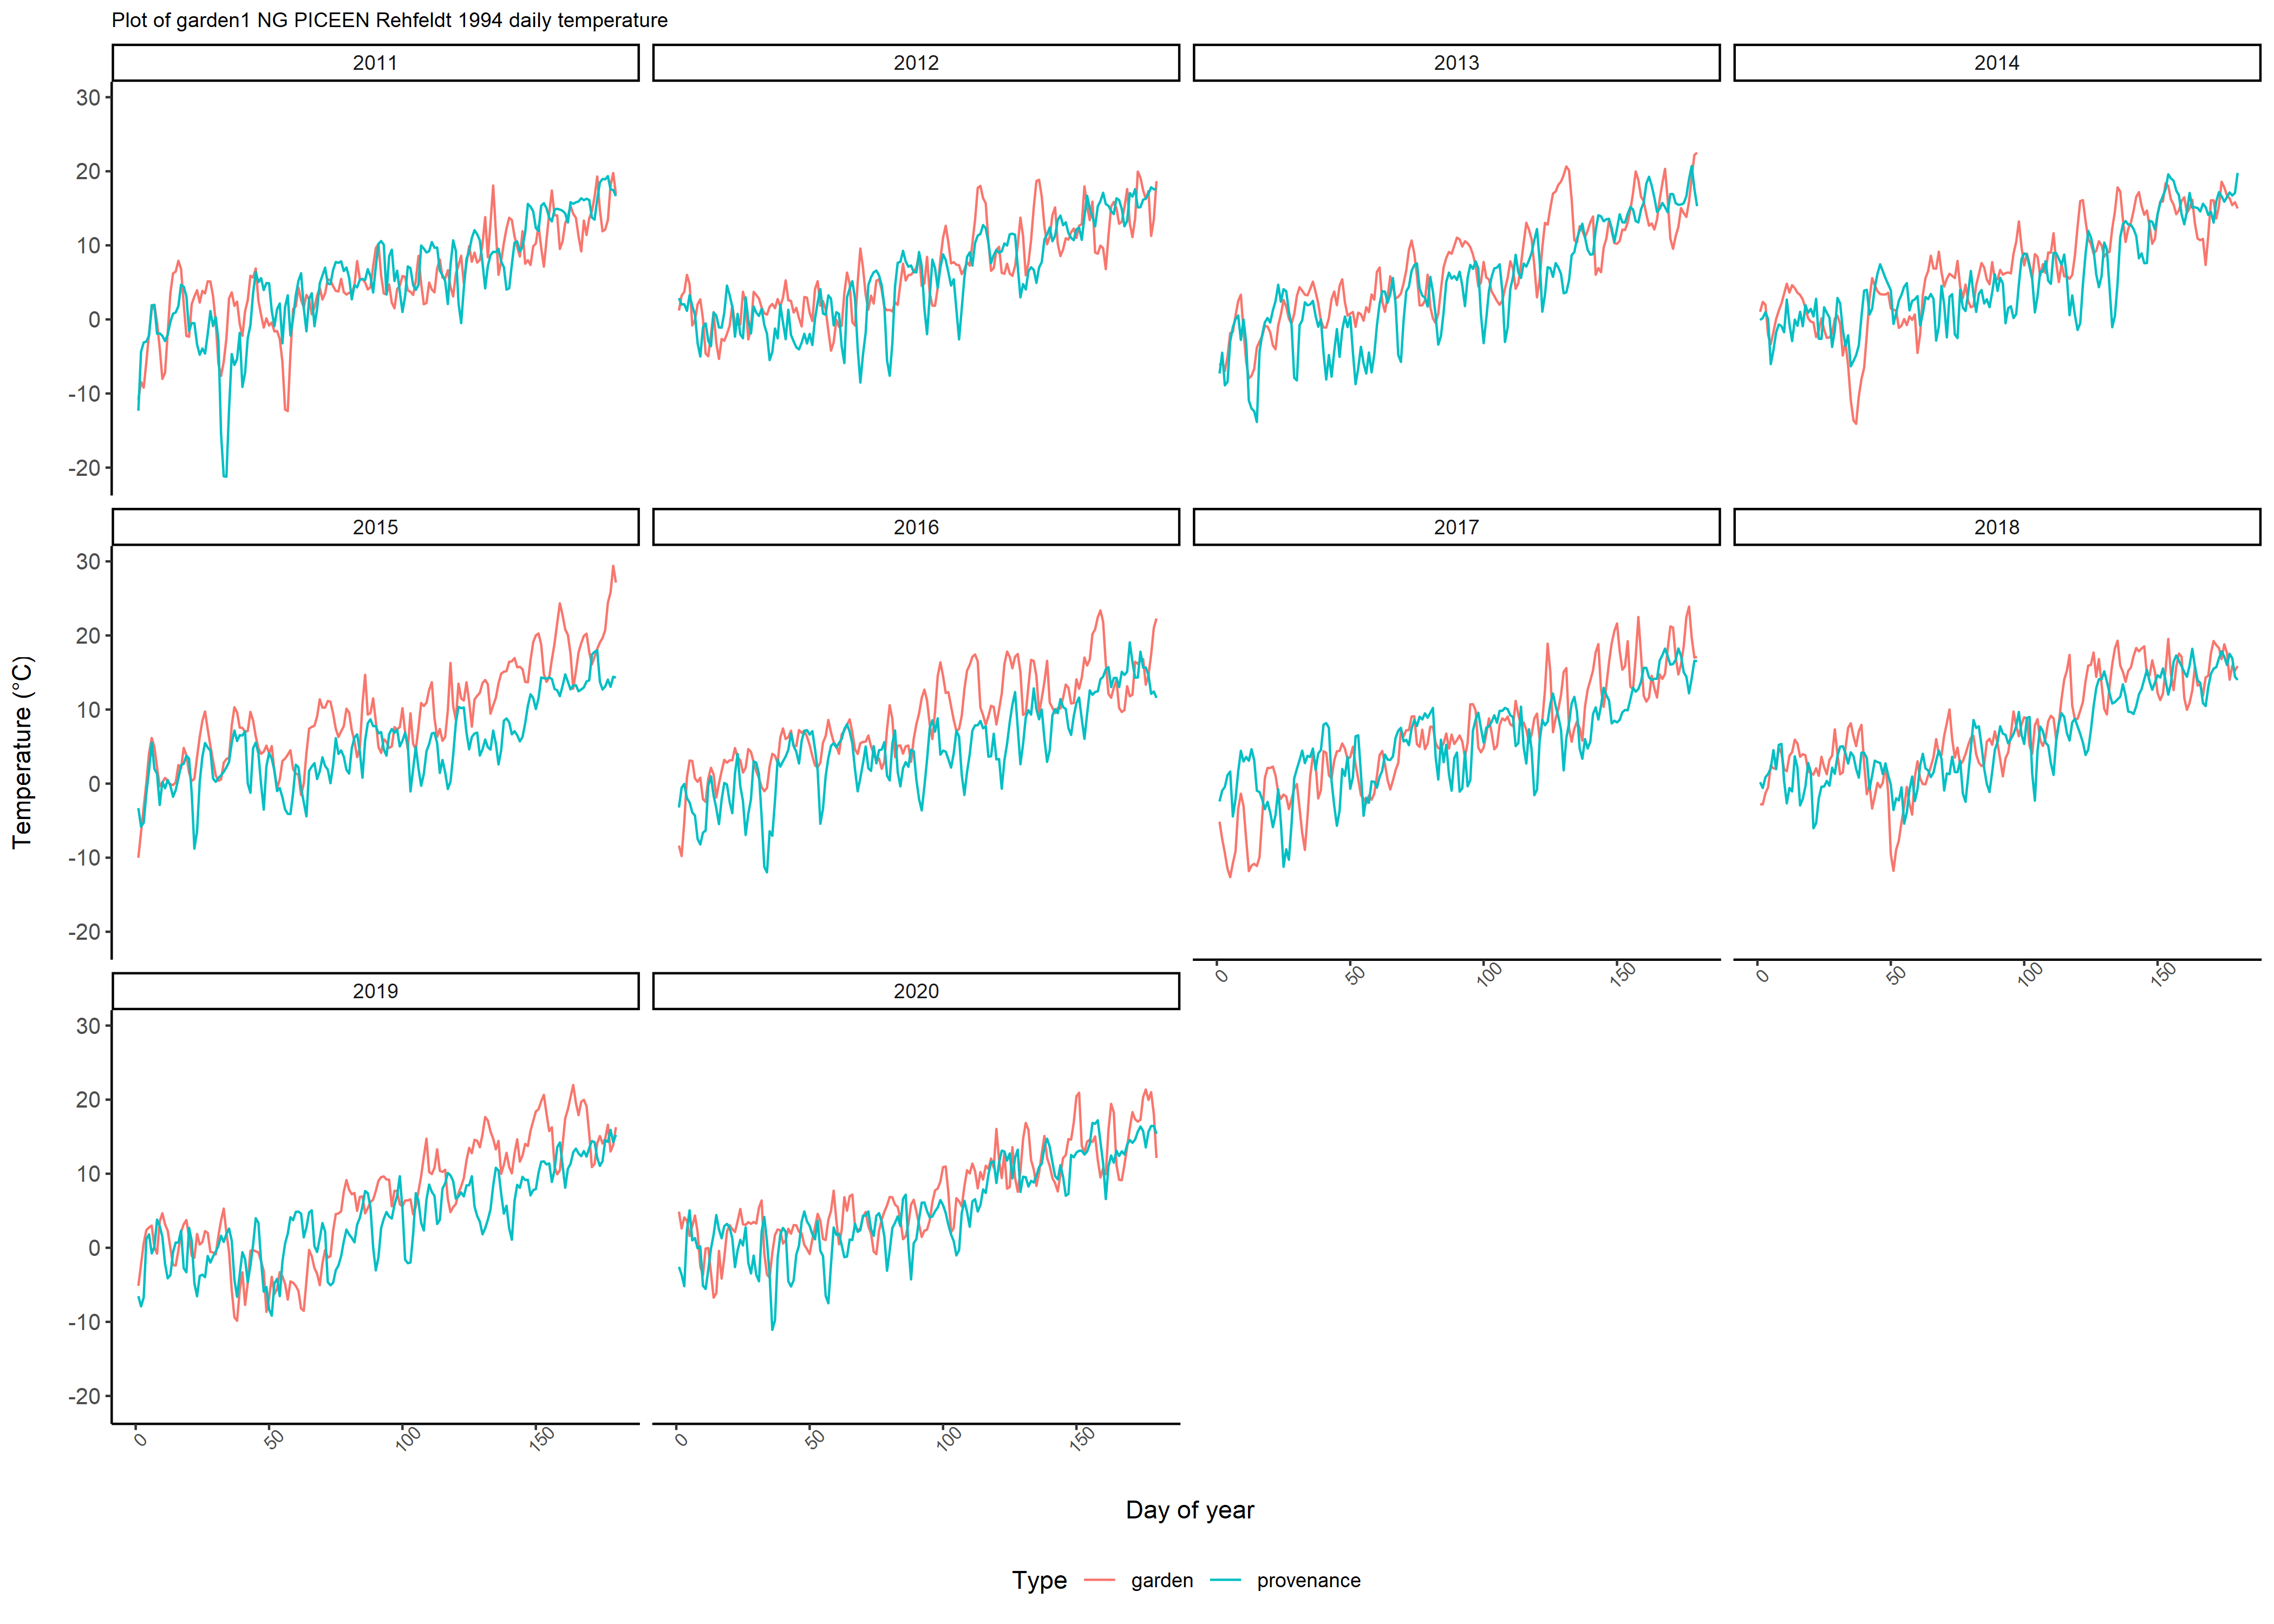 Plot of garden1 NG PICEEN Rehfeldt 1994 daily temperature
2011 2012 2013 2014
30
20
10
0
-10
-20
2015 2016 2017 2018
30
20
10
0
-10
-20
0 50 100 150 0 50 100 150
2019 2020
30
20
10
0
-10
-20
0 50 100 150 0 50 100 150
Temperature (°C)
Day of year
Type garden provenance